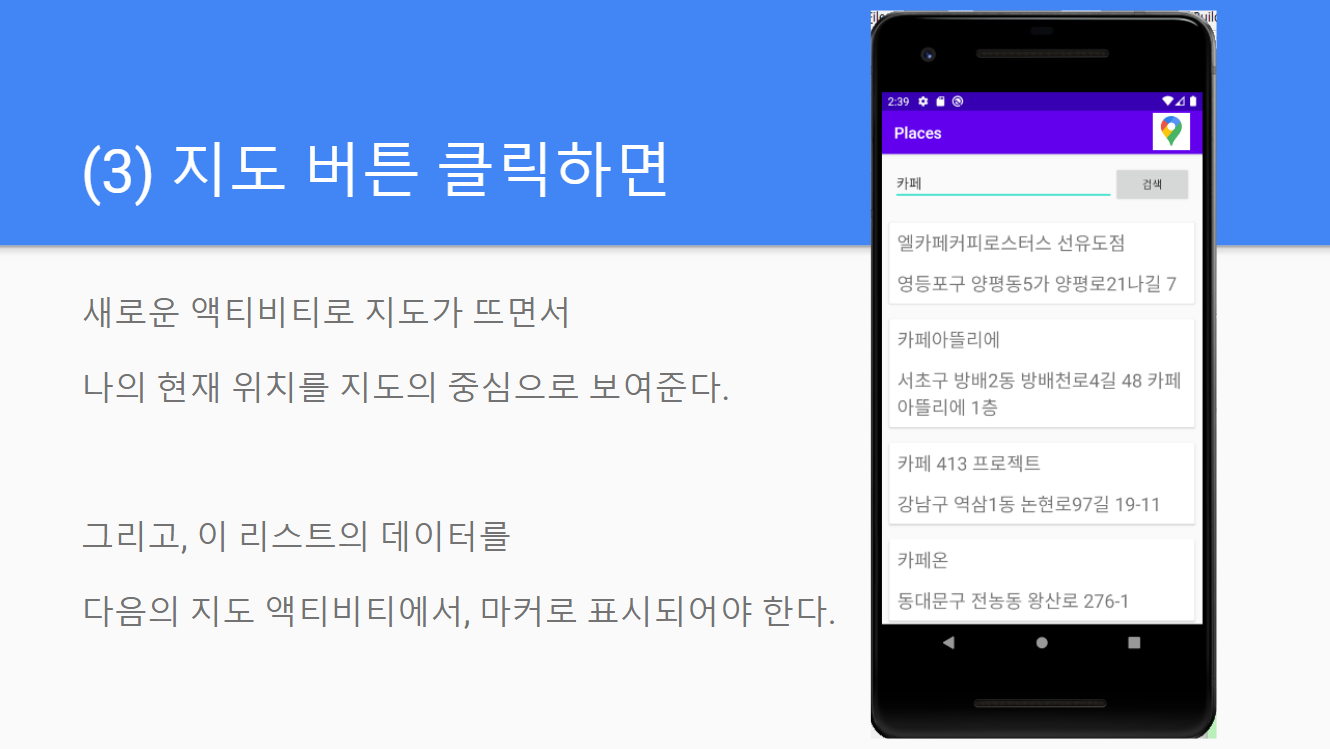 (3) 지도 버튼 클릭하면
새로운 액티비티로 지도가 뜨면서
나의 현재 위치를 지도의 중심으로 보여준다.
그리고, 이 리스트의 데이터를
다음의 지도 액티비티에서, 마커로 표시되어야 한다.
2:39
Places
카페
검색
엘카페커피로스터스 선유도점
영등포구 양평동5가 양평로21나길 7
카페아뜰리에
서초구 방배2동 방배천로4길 48 카페
아뜰리에 1층
카페 413 프로젝트
강남구 역삼1동 논현로97길 19-11
카페온
동대문구 전농동 왕산로 276-1